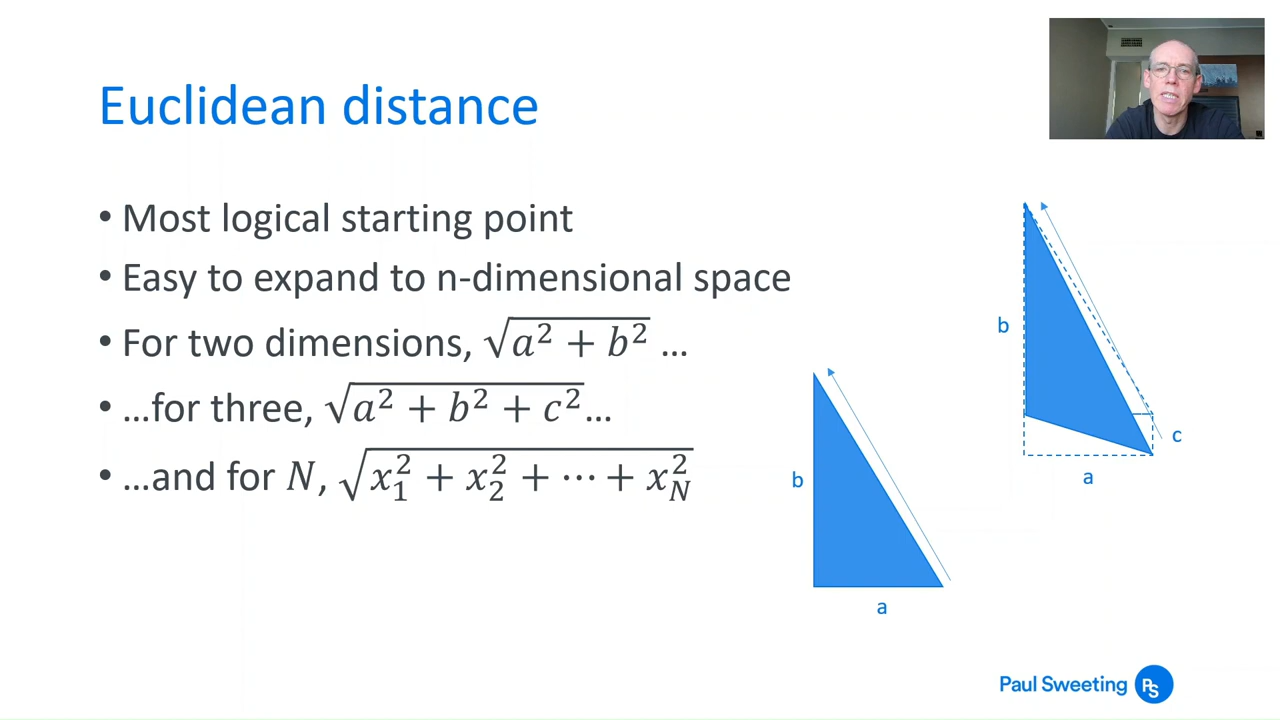 Euclidean distance
• Most logical starting point
• Easy to expand to n-dimensional space
• For two dimensions, √(a² + b²) …
• …for three, √(a² + b² + c²)…
• …and for N, √(x₁² + x₂² + ⋯ + x_N²)
b
a
b
c
a
Paul Sweeting PS